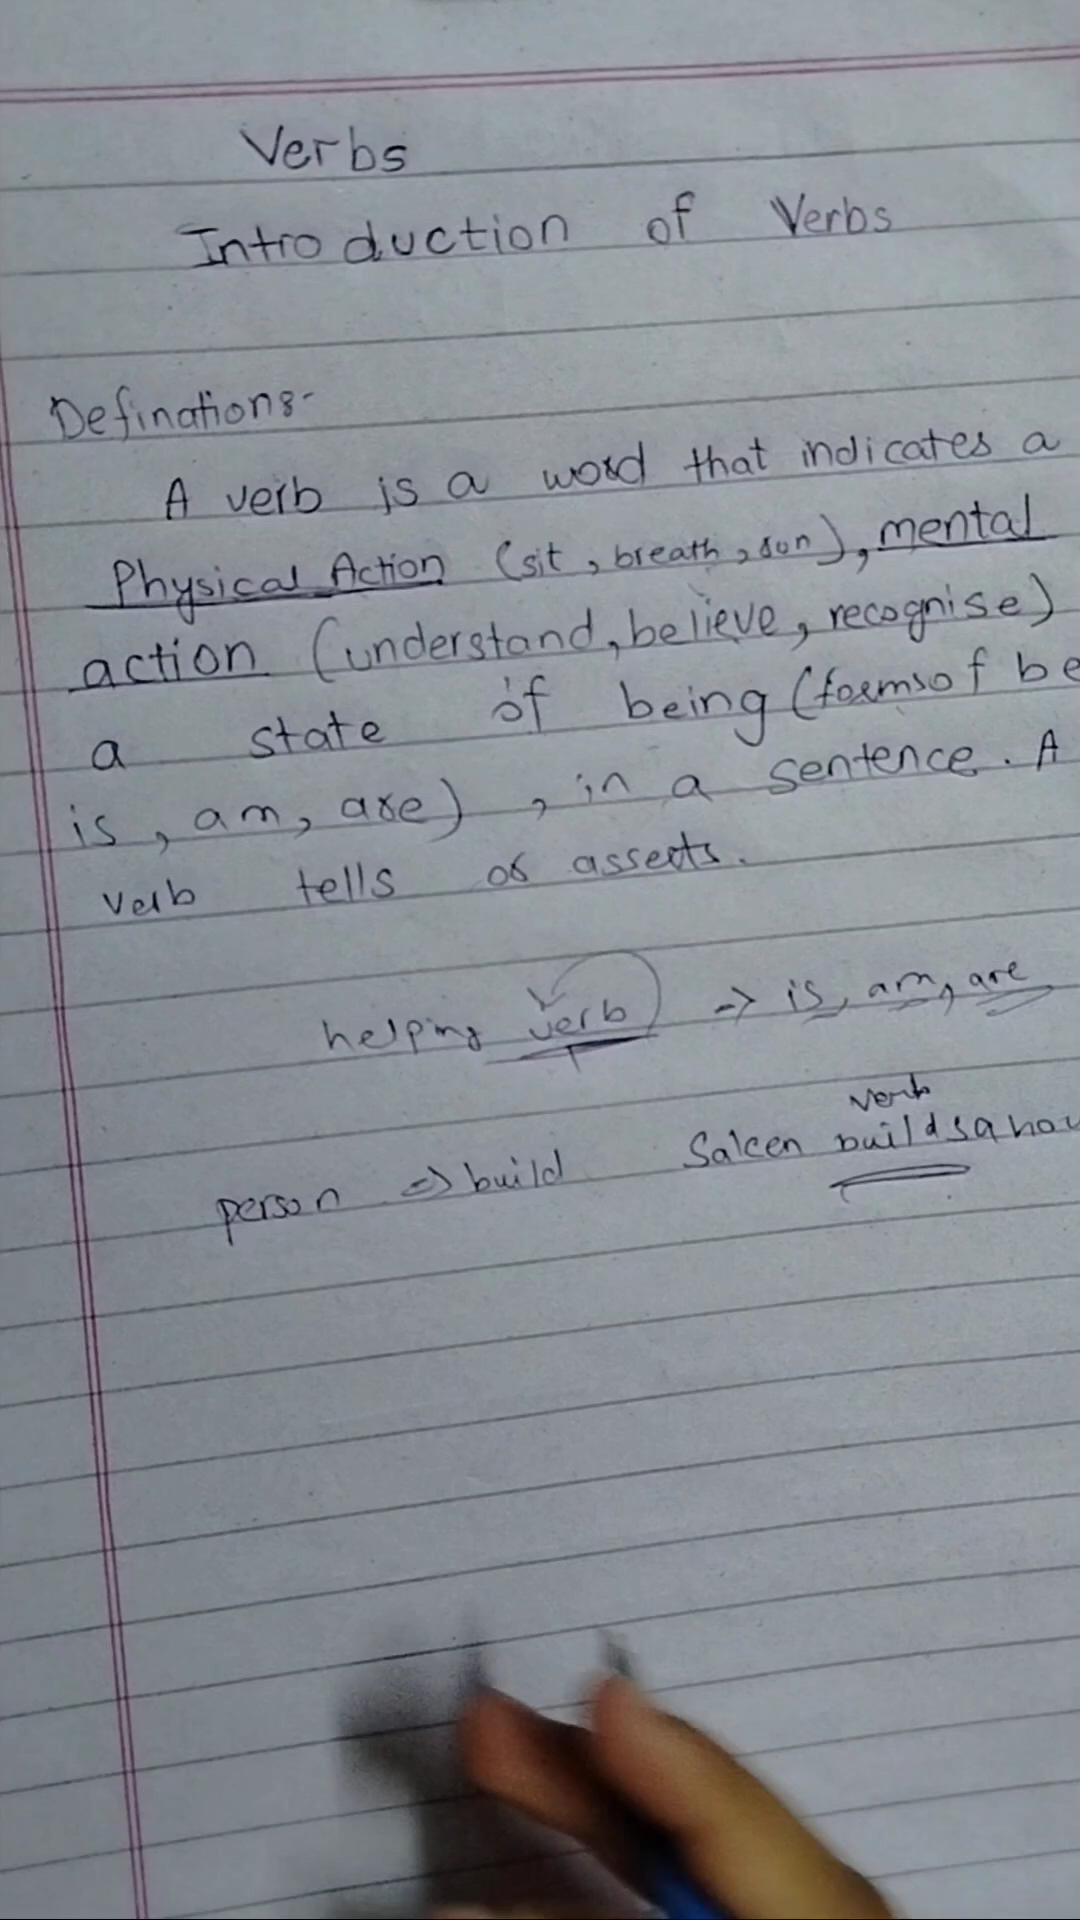 Verbs
Introduction of Verbs
Definations:-
A verb is a word that indicates a
Physical Action (sit, breath, run), mental
action (understand, believe, recognise)
a state of being (forms of be
is, am, are), in a sentence. A
verb tells or asserts.
helping verb -> is, am, are
verb
person => build Saleen builds a hou